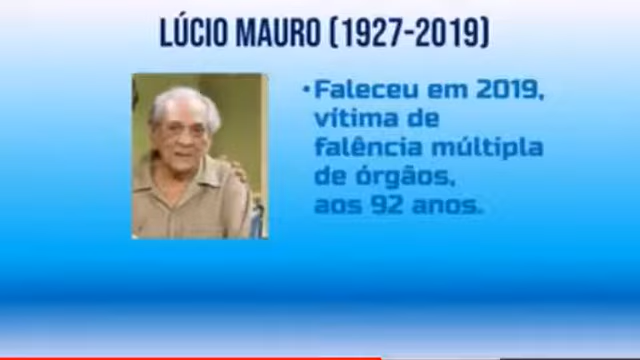 LÚCIO MAURO (1927-2019)
•Faleceu em 2019,
vítima de
falência múltipla
de órgãos,
aos 92 anos.